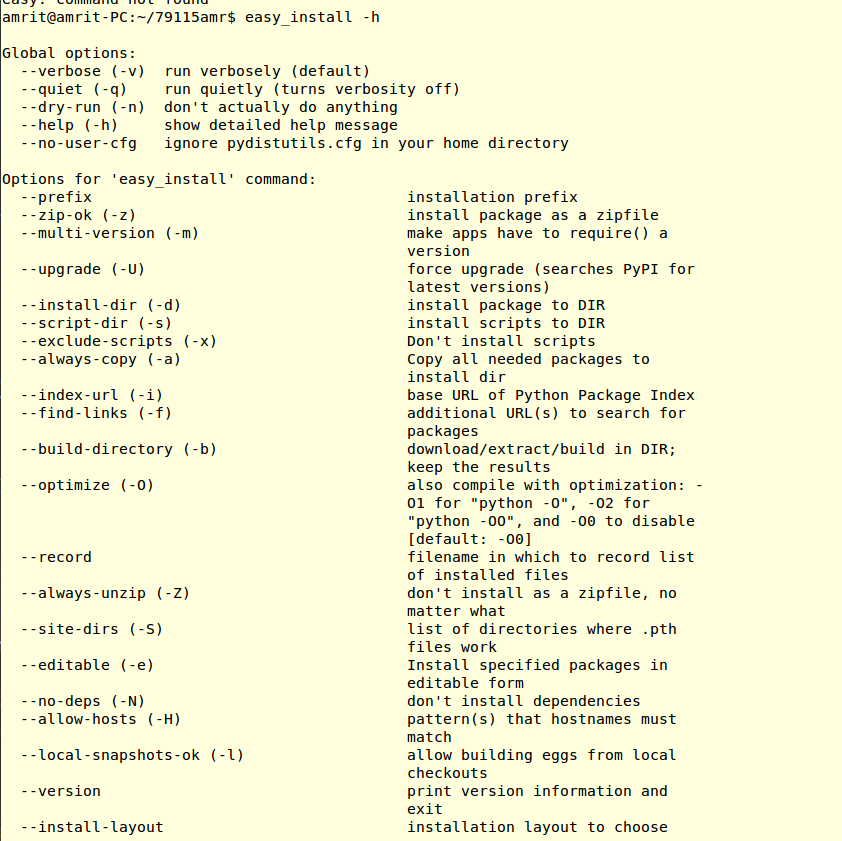 easy: command not found
amrit@amrit-PC:~/79115amr$ easy_install -h

Global options:
  --verbose (-v)  run verbosely (default)
  --quiet (-q)    run quietly (turns verbosity off)
  --dry-run (-n)  don't actually do anything
  --help (-h)     show detailed help message
  --no-user-cfg   ignore pydistutils.cfg in your home directory

Options for 'easy_install' command:
  --prefix                                 installation prefix
  --zip-ok (-z)                            install package as a zipfile
  --multi-version (-m)                     make apps have to require() a
                                           version
  --upgrade (-U)                           force upgrade (searches PyPI for
                                           latest versions)
  --install-dir (-d)                       install package to DIR
  --script-dir (-s)                        install scripts to DIR
  --exclude-scripts (-x)                   Don't install scripts
  --always-copy (-a)                       Copy all needed packages to
                                           install dir
  --index-url (-i)                         base URL of Python Package Index
  --find-links (-f)                        additional URL(s) to search for
                                           packages
  --build-directory (-b)                   download/extract/build in DIR;
                                           keep the results
  --optimize (-O)                          also compile with optimization: -
                                           O1 for "python -O", -O2 for
                                           "python -OO", and -O0 to disable
                                           [default: -O0]
  --record                                 filename in which to record list
                                           of installed files
  --always-unzip (-Z)                      don't install as a zipfile, no
                                           matter what
  --site-dirs (-S)                         list of directories where .pth
                                           files work
  --editable (-e)                          Install specified packages in
                                           editable form
  --no-deps (-N)                           don't install dependencies
  --allow-hosts (-H)                       pattern(s) that hostnames must
                                           match
  --local-snapshots-ok (-l)                allow building eggs from local
                                           checkouts
  --version                                print version information and
                                           exit
  --install-layout                         installation layout to choose